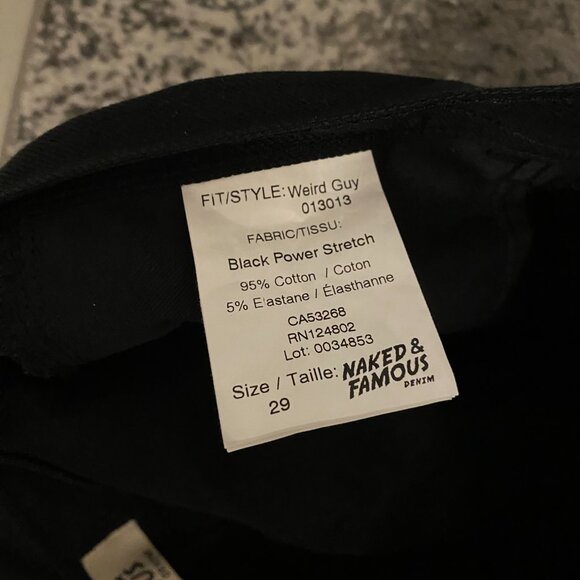 FIT/STYLE: Weird Guy
013013
FABRIC/TISSU:
Black Power Stretch
95% Cotton / Coton
5% Elastane / Élasthanne
CA53268
RN124802
Lot: 0034853
Size / Taille:
29
NAKED &
FAMOUS
DENIM